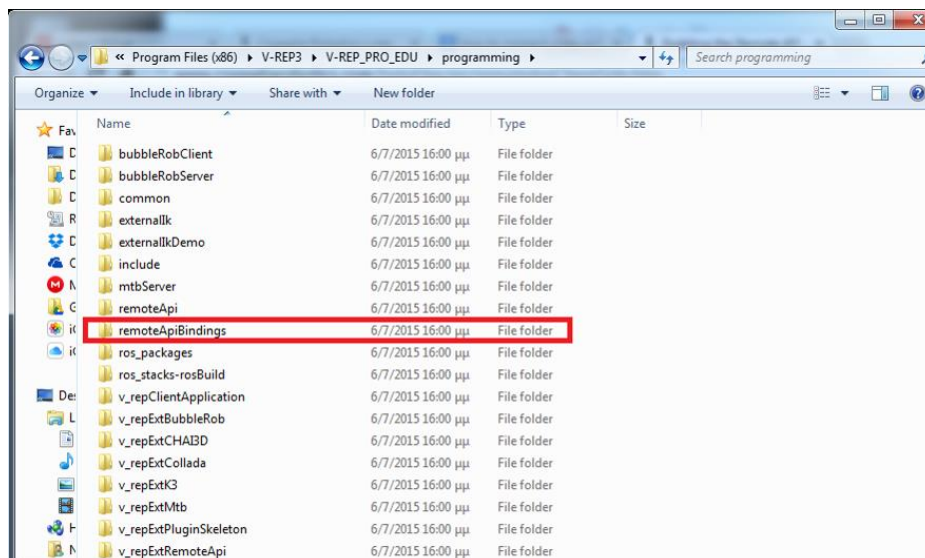 « Program Files (x86) ▸ V-REP3 ▸ V-REP_PRO_EDU ▸ programming ▸ Search programming
Organize Include in library Share with New folder
Name Date modified Type Size
Fav
bubbleRobClient 6/7/2015 16:00 μμ File folder
D bubbleRobServer 6/7/2015 16:00 μμ File folder
D common 6/7/2015 16:00 μμ File folder
R externalIk 6/7/2015 16:00 μμ File folder
externalIkDemo 6/7/2015 16:00 μμ File folder
C include 6/7/2015 16:00 μμ File folder
mtbServer 6/7/2015 16:00 μμ File folder
G remoteApi 6/7/2015 16:00 μμ File folder
remoteApiBindings 6/7/2015 16:00 μμ File folder
ros_packages 6/7/2015 16:00 μμ File folder
ros_stacks-rosBuild 6/7/2015 16:00 μμ File folder
Des v_repClientApplication 6/7/2015 16:00 μμ File folder
L v_repExtBubbleRob 6/7/2015 16:00 μμ File folder
v_repExtCHAI3D 6/7/2015 16:00 μμ File folder
v_repExtCollada 6/7/2015 16:00 μμ File folder
v_repExtK3 6/7/2015 16:00 μμ File folder
v_repExtMtb 6/7/2015 16:00 μμ File folder
v_repExtPluginSkeleton 6/7/2015 16:00 μμ File folder
v_repExtRemoteApi 6/7/2015 16:00 μμ File folder